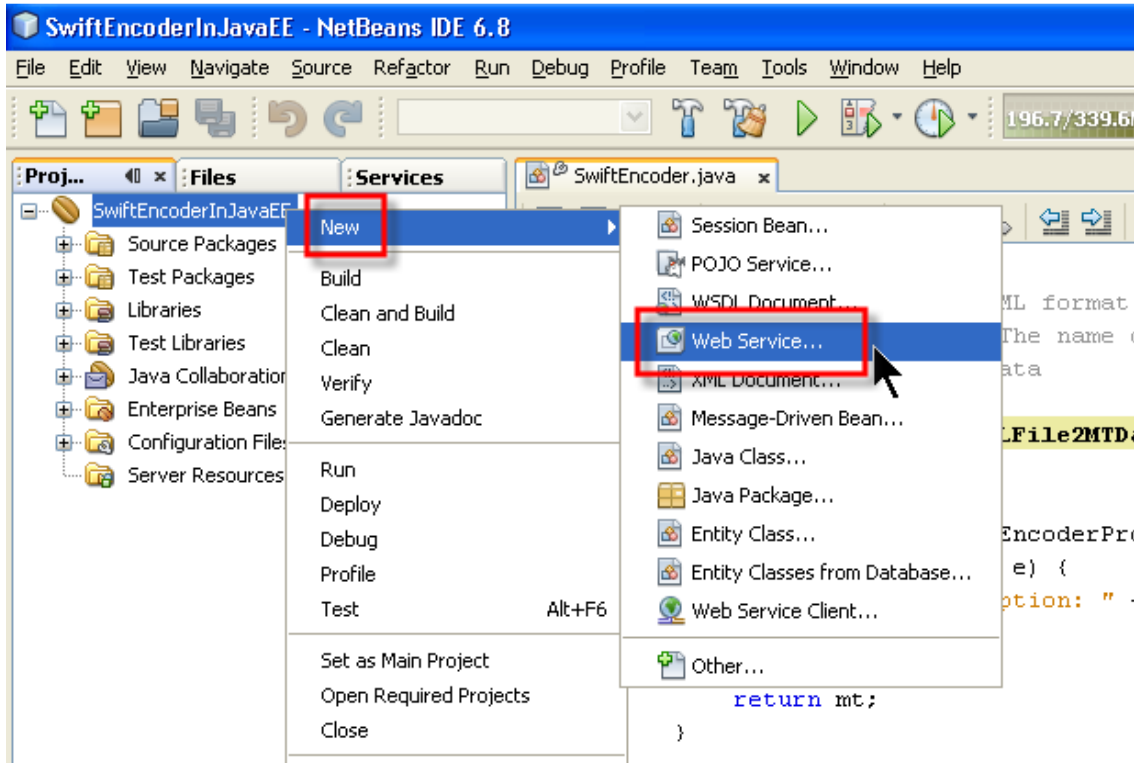 SwiftEncoderInJavaEE - NetBeans IDE 6.8
File Edit View Navigate Source Refactor Run Debug Profile Team Tools Window Help
196.7/339.6
Proj... Files Services SwiftEncoder.java
SwiftEncoderInJavaEE
Source Packages
Test Packages
Libraries
Test Libraries
Java Collaboration
Enterprise Beans
Configuration Files
Server Resources
New
Build
Clean and Build
Clean
Verify
Generate Javadoc
Run
Deploy
Debug
Profile
Test Alt+F6
Set as Main Project
Open Required Projects
Close
Session Bean...
POJO Service...
WSDL Document...
Web Service...
XML Document...
Message-Driven Bean...
Java Class...
Java Package...
Entity Class...
Entity Classes from Database...
Web Service Client...
Other...
ML format
The name
ata
LFile2MTDa
EncoderPro
e) {
ption: "
return mt;
}